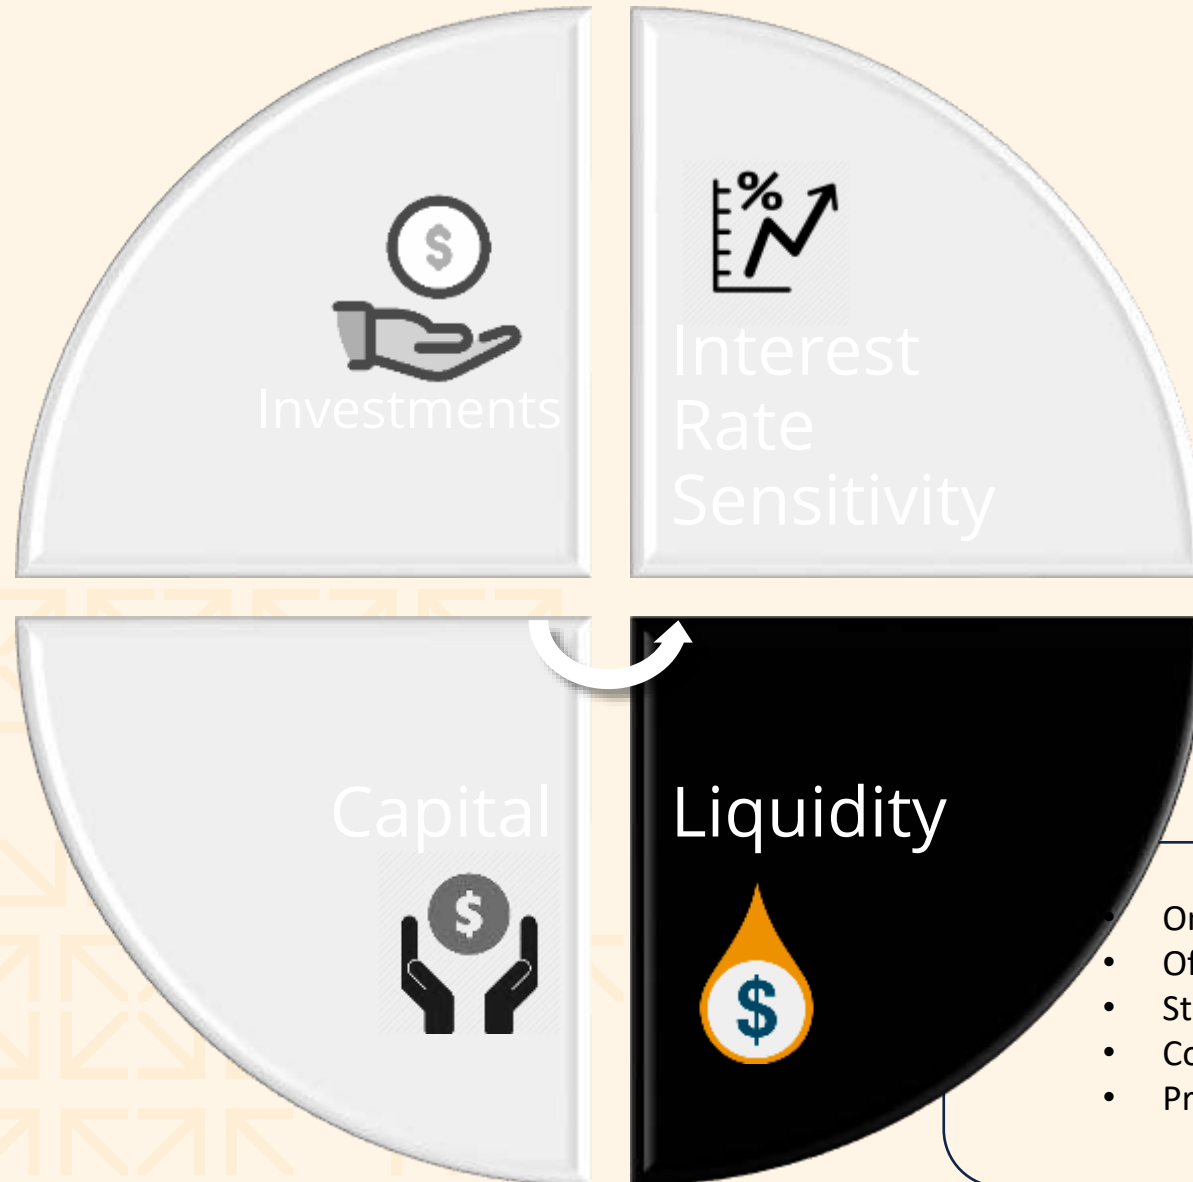 $
%
Investments
Interest
Rate
Sensitivity
Capital
Liquidity
$
$